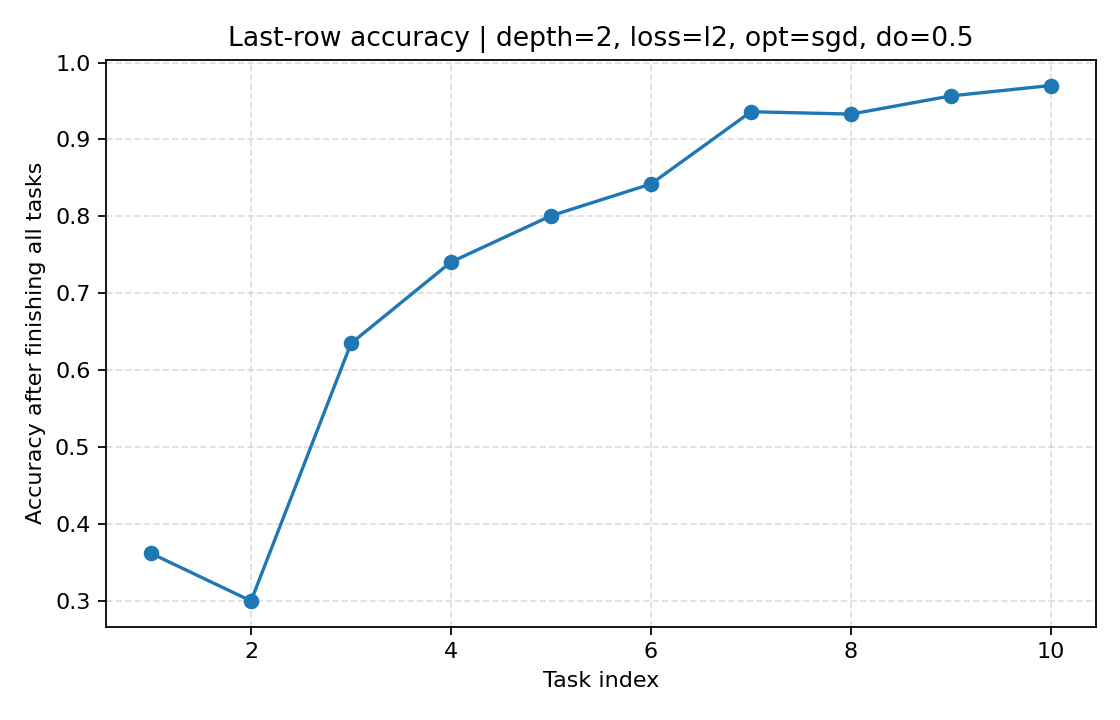 Last-row accuracy | depth=2, loss=l2, opt=sgd, do=0.5
Accuracy after finishing all tasks
1.0
0.9
0.8
0.7
0.6
0.5
0.4
0.3
2 4 6 8 10
Task index